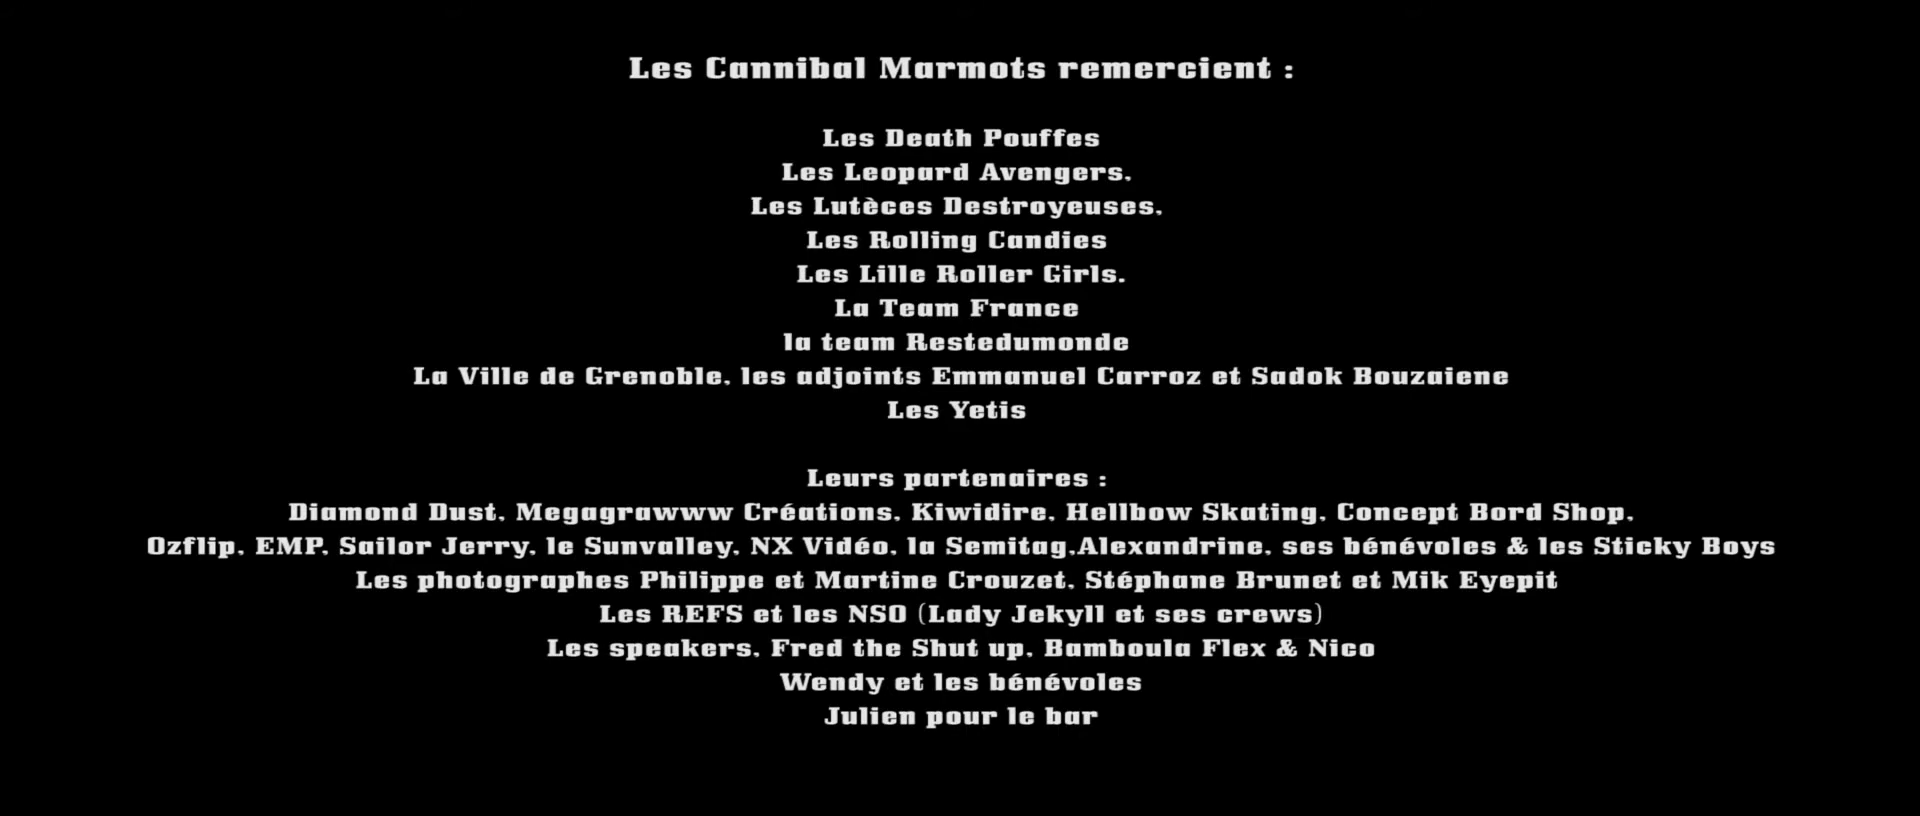 Les Cannibal Marmots remercient :
Les Death Pouffes
Les Leopard Avengers,
Les Lutèces Destroyeuses,
Les Rolling Candies
Les Lille Roller Girls.
La Team France
la team Restedumonde
La Ville de Grenoble, les adjoints Emmanuel Carroz et Sadok Bouzaiene
Les Yetis
Leurs partenaires :
Diamond Dust, Megagrawww Créations, Kiwidire, Hellbow Skating, Concept Bord Shop,
Ozflip, EMP, Sailor Jerry, le Sunvalley, NX Vidéo, la Semitag,Alexandrine, ses bénévoles & les Sticky Boys
Les photographes Philippe et Martine Crouzet, Stéphane Brunet et Mik Eyepit
Les REFS et les NSO (Lady Jekyll et ses crews)
Les speakers, Fred the Shut up, Bamboula Flex & Nico
Wendy et les bénévoles
Julien pour le bar